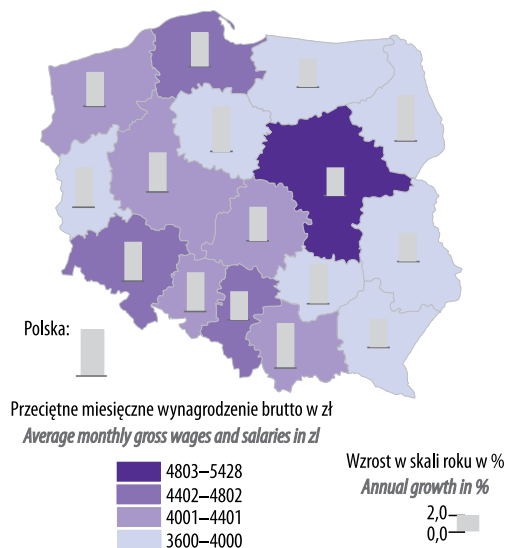 Polska:
Przeciętne miesięczne wynagrodzenie brutto w zł
Average monthly gross wages and salaries in zl
4803–5428
4402–4802
4001–4401
3600–4000
Wzrost w skali roku w %
Annual growth in %
2,0
0,0